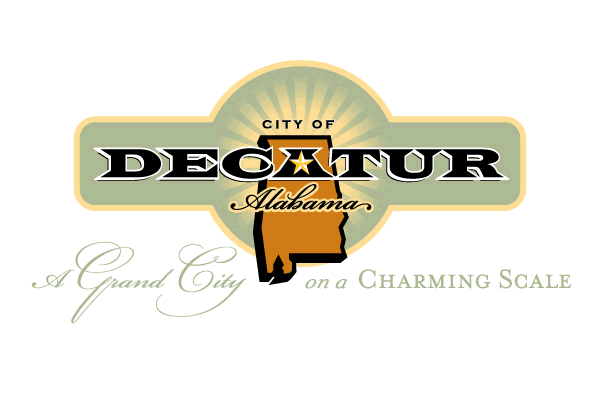 CITY OF
DECATUR
Alabama
A Grand City on a CHARMING SCALE